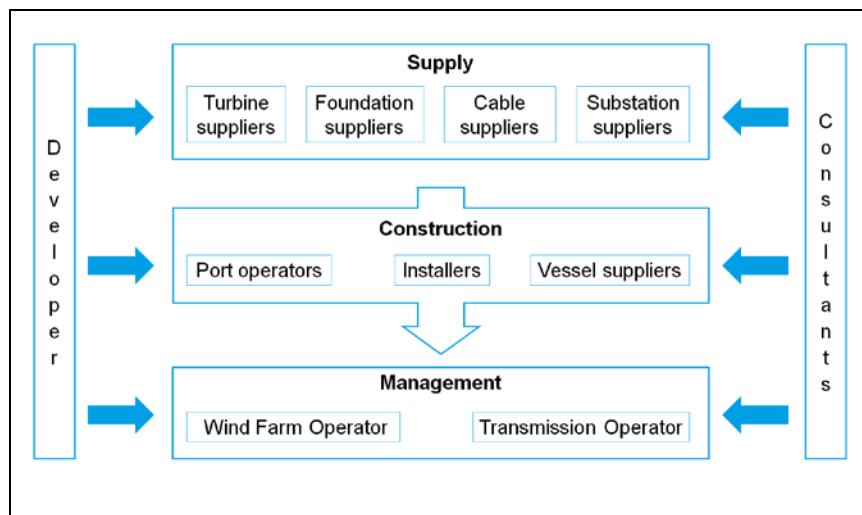 Developer
Supply
Turbine suppliers
Foundation suppliers
Cable suppliers
Substation suppliers
Construction
Port operators
Installers
Vessel suppliers
Management
Wind Farm Operator
Transmission Operator
Consultants